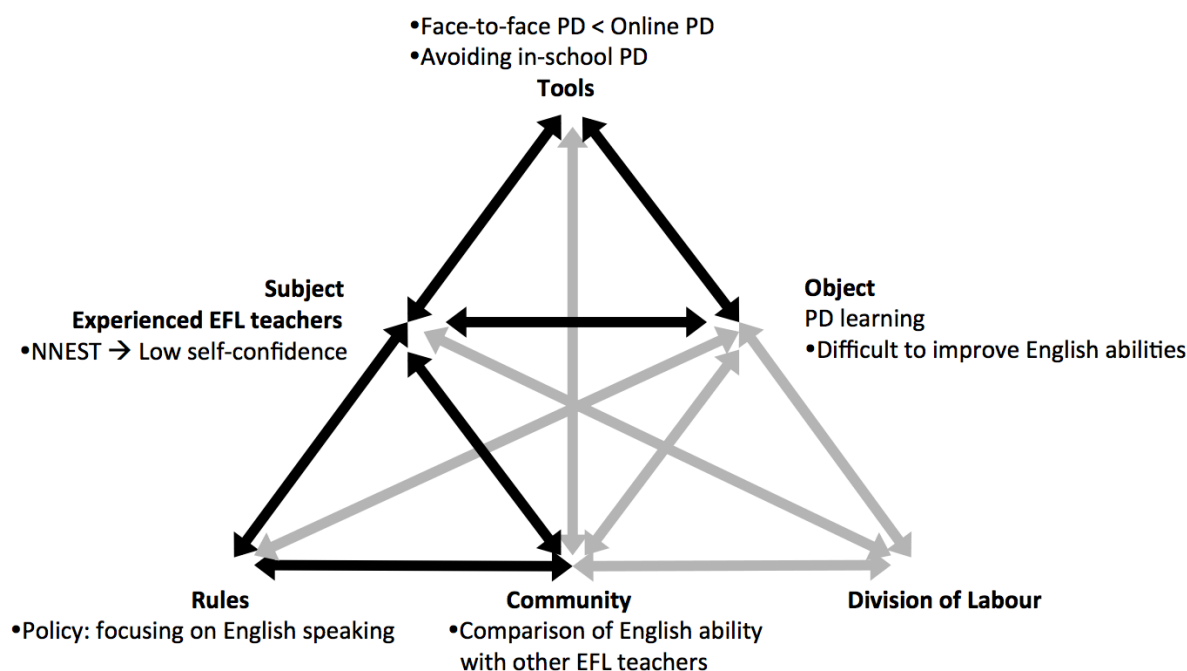 •Face-to-face PD < Online PD
•Avoiding in-school PD
Tools
Subject
Experienced EFL teachers
•NNEST → Low self-confidence
Object
PD learning
•Difficult to improve English abilities
Rules
•Policy: focusing on English speaking
Community
•Comparison of English ability
with other EFL teachers
Division of Labour